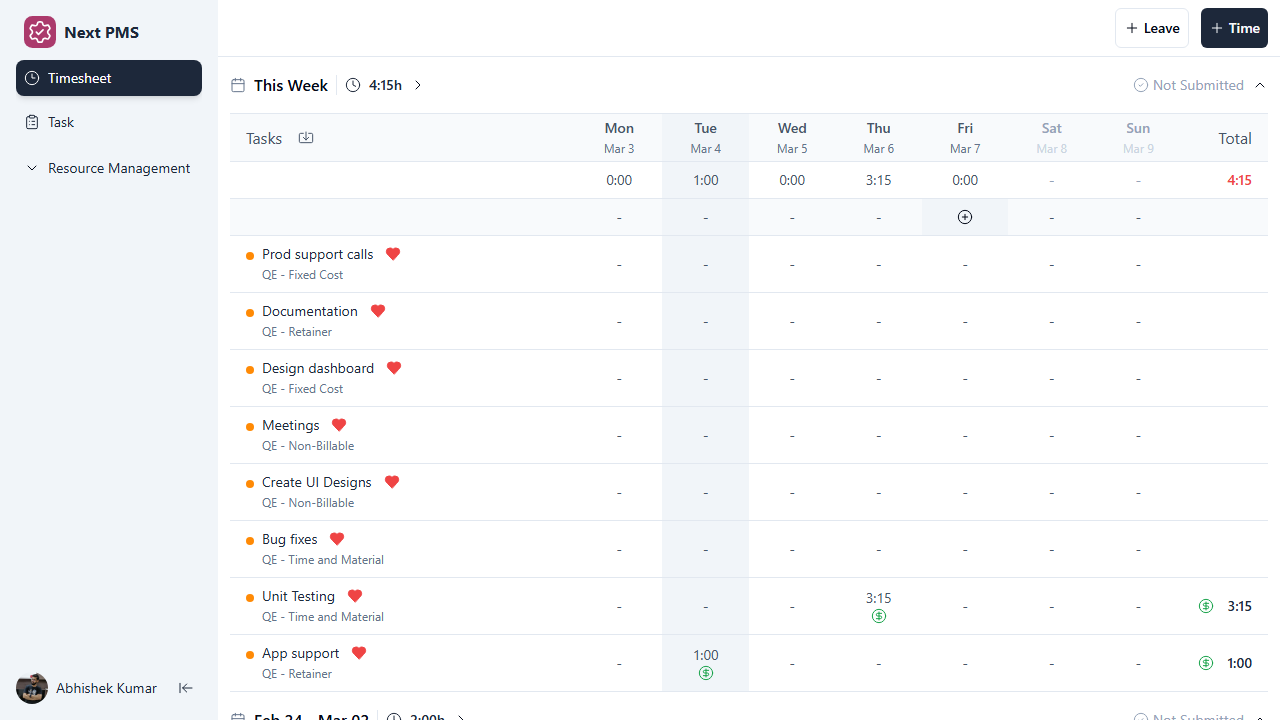 Next PMS
Timesheet
Task
Resource Management
Abhishek Kumar
+ Leave
+ Time
This Week 4:15h
Not Submitted
Tasks Mon Tue Wed Thu Fri Sat Sun Total
Mar 3 Mar 4 Mar 5 Mar 6 Mar 7 Mar 8 Mar 9
0:00 1:00 0:00 3:15 0:00 - - 4:15
- - - - - -
Prod support calls
QE - Fixed Cost
- - - - - - -
Documentation
QE - Retainer
- - - - - - -
Design dashboard
QE - Fixed Cost
- - - - - - -
Meetings
QE - Non-Billable
- - - - - - -
Create UI Designs
QE - Non-Billable
- - - - - - -
Bug fixes
QE - Time and Material
- - - - - - -
Unit Testing
QE - Time and Material
- - - 3:15 - - - 3:15
App support
QE - Retainer
- 1:00 - - - - - 1:00
Feb 24 - Mar 02 2:00h
Not Submitted